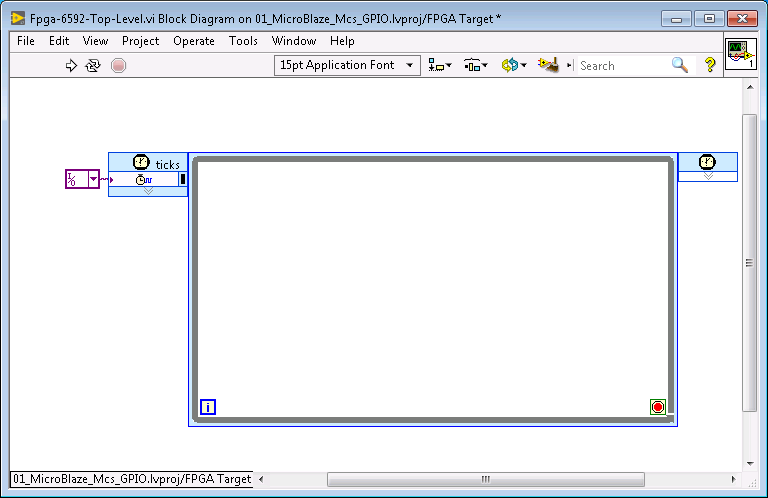 Fpga-6592-Top-Level.vi Block Diagram on 01_MicroBlaze_Mcs_GPIO.lvproj/FPGA Target *
File Edit View Project Operate Tools Window Help
15pt Application Font Search ? 1
ticks
I/O
i
01_MicroBlaze_Mcs_GPIO.lvproj/FPGA Target